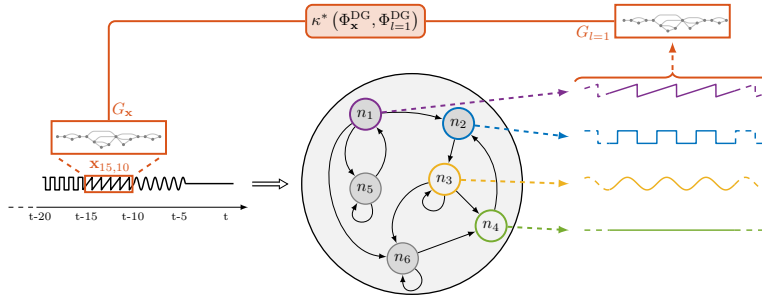 κ* (Φ_x^DG, Φ_{l=1}^DG)
G_{l=1}
G_x
x_{15,10}
t-20 t-15 t-10 t-5 t
n_1
n_2
n_3
n_4
n_5
n_6